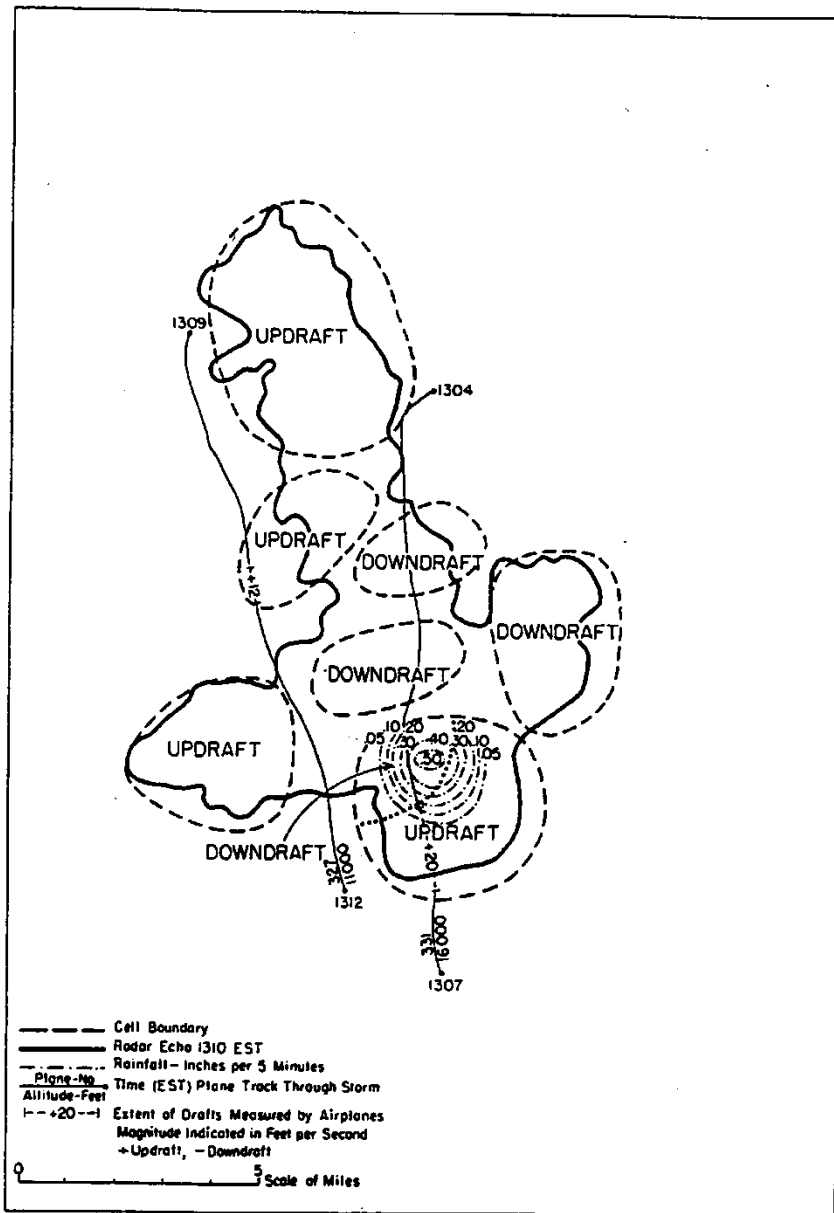 UPDRAFT
1309
1304
UPDRAFT
DOWNDRAFT
+12
DOWNDRAFT
DOWNDRAFT
UPDRAFT
.05 .10 .20 .20 .10
.30 .40 .30 .05
.50
UPDRAFT
DOWNDRAFT
+20
327
11000
1312
331
16000
1307
Cell Boundary
Radar Echo 1310 EST
Rainfall – Inches per 5 Minutes
Plane-No Time (EST) Plane Track Through Storm
Altitude-Feet
+20 Extent of Drafts Measured by Airplanes
Magnitude Indicated in Feet per Second
+Updraft, –Downdraft
0 5 Scale of Miles